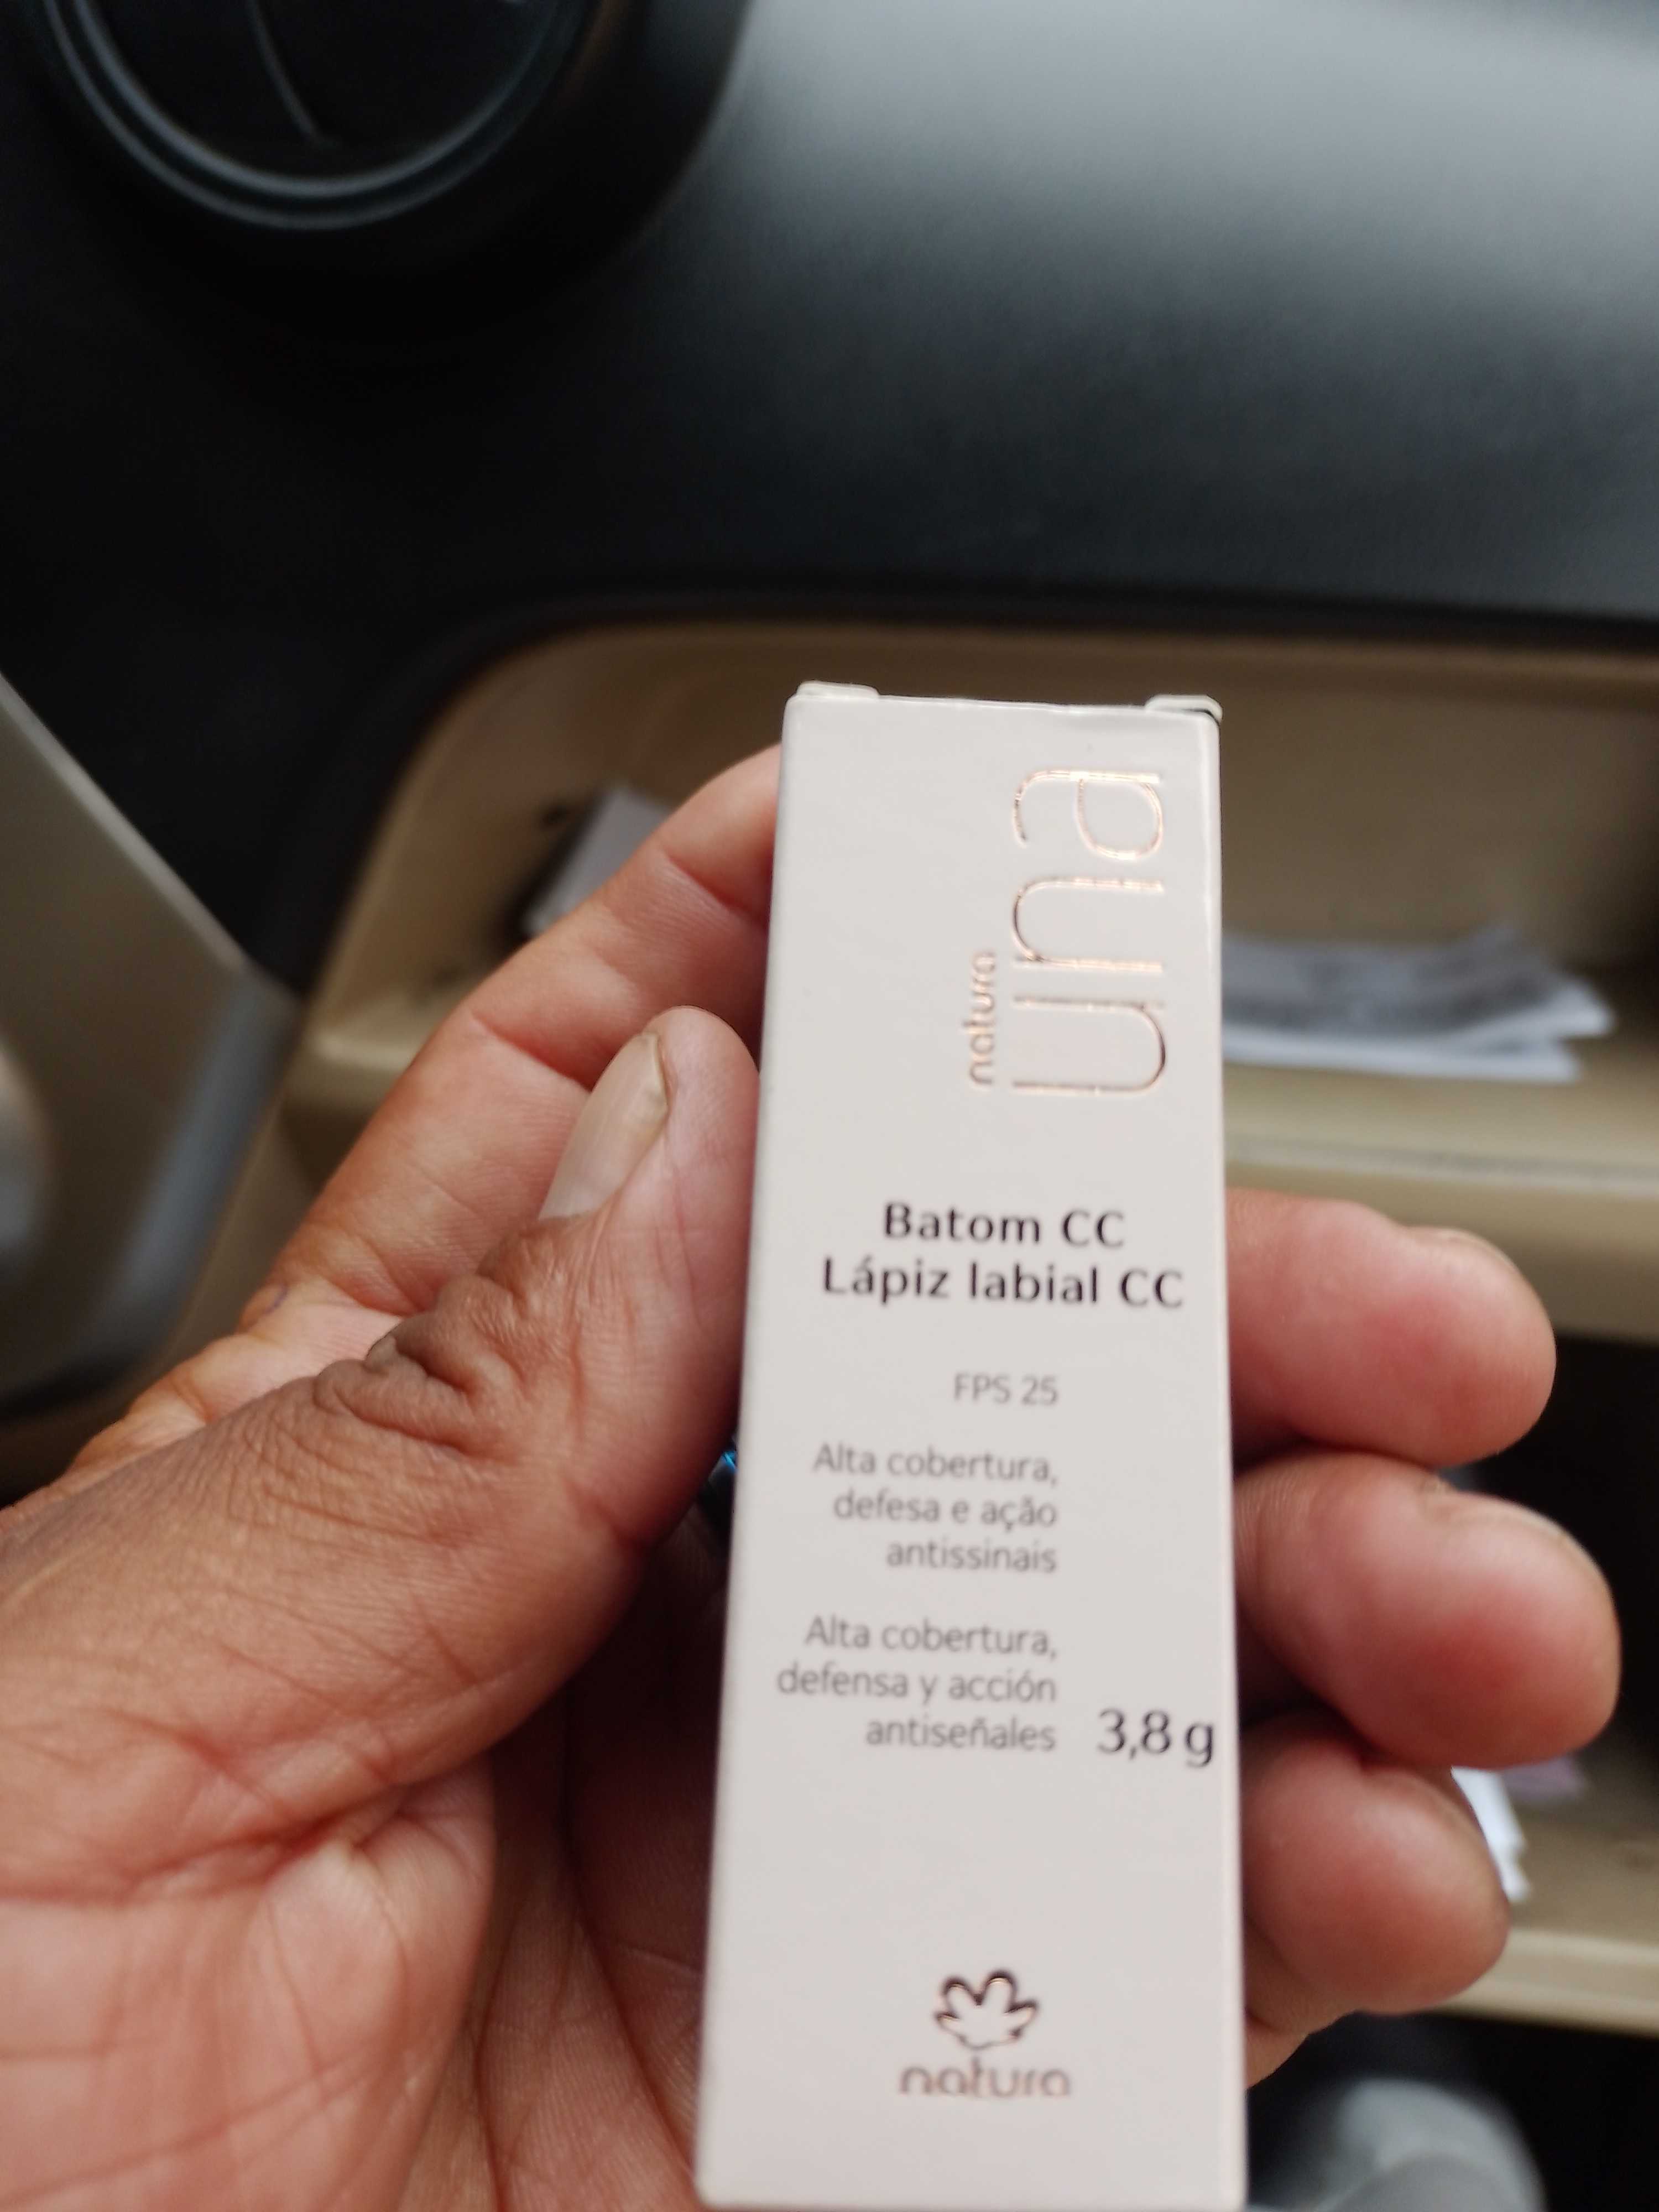 natura
una
Batom CC
Lápiz labial CC
FPS 25
Alta cobertura,
defesa e ação
antissinais
Alta cobertura,
defensa y acción
antiseñales
3,8 g
natura